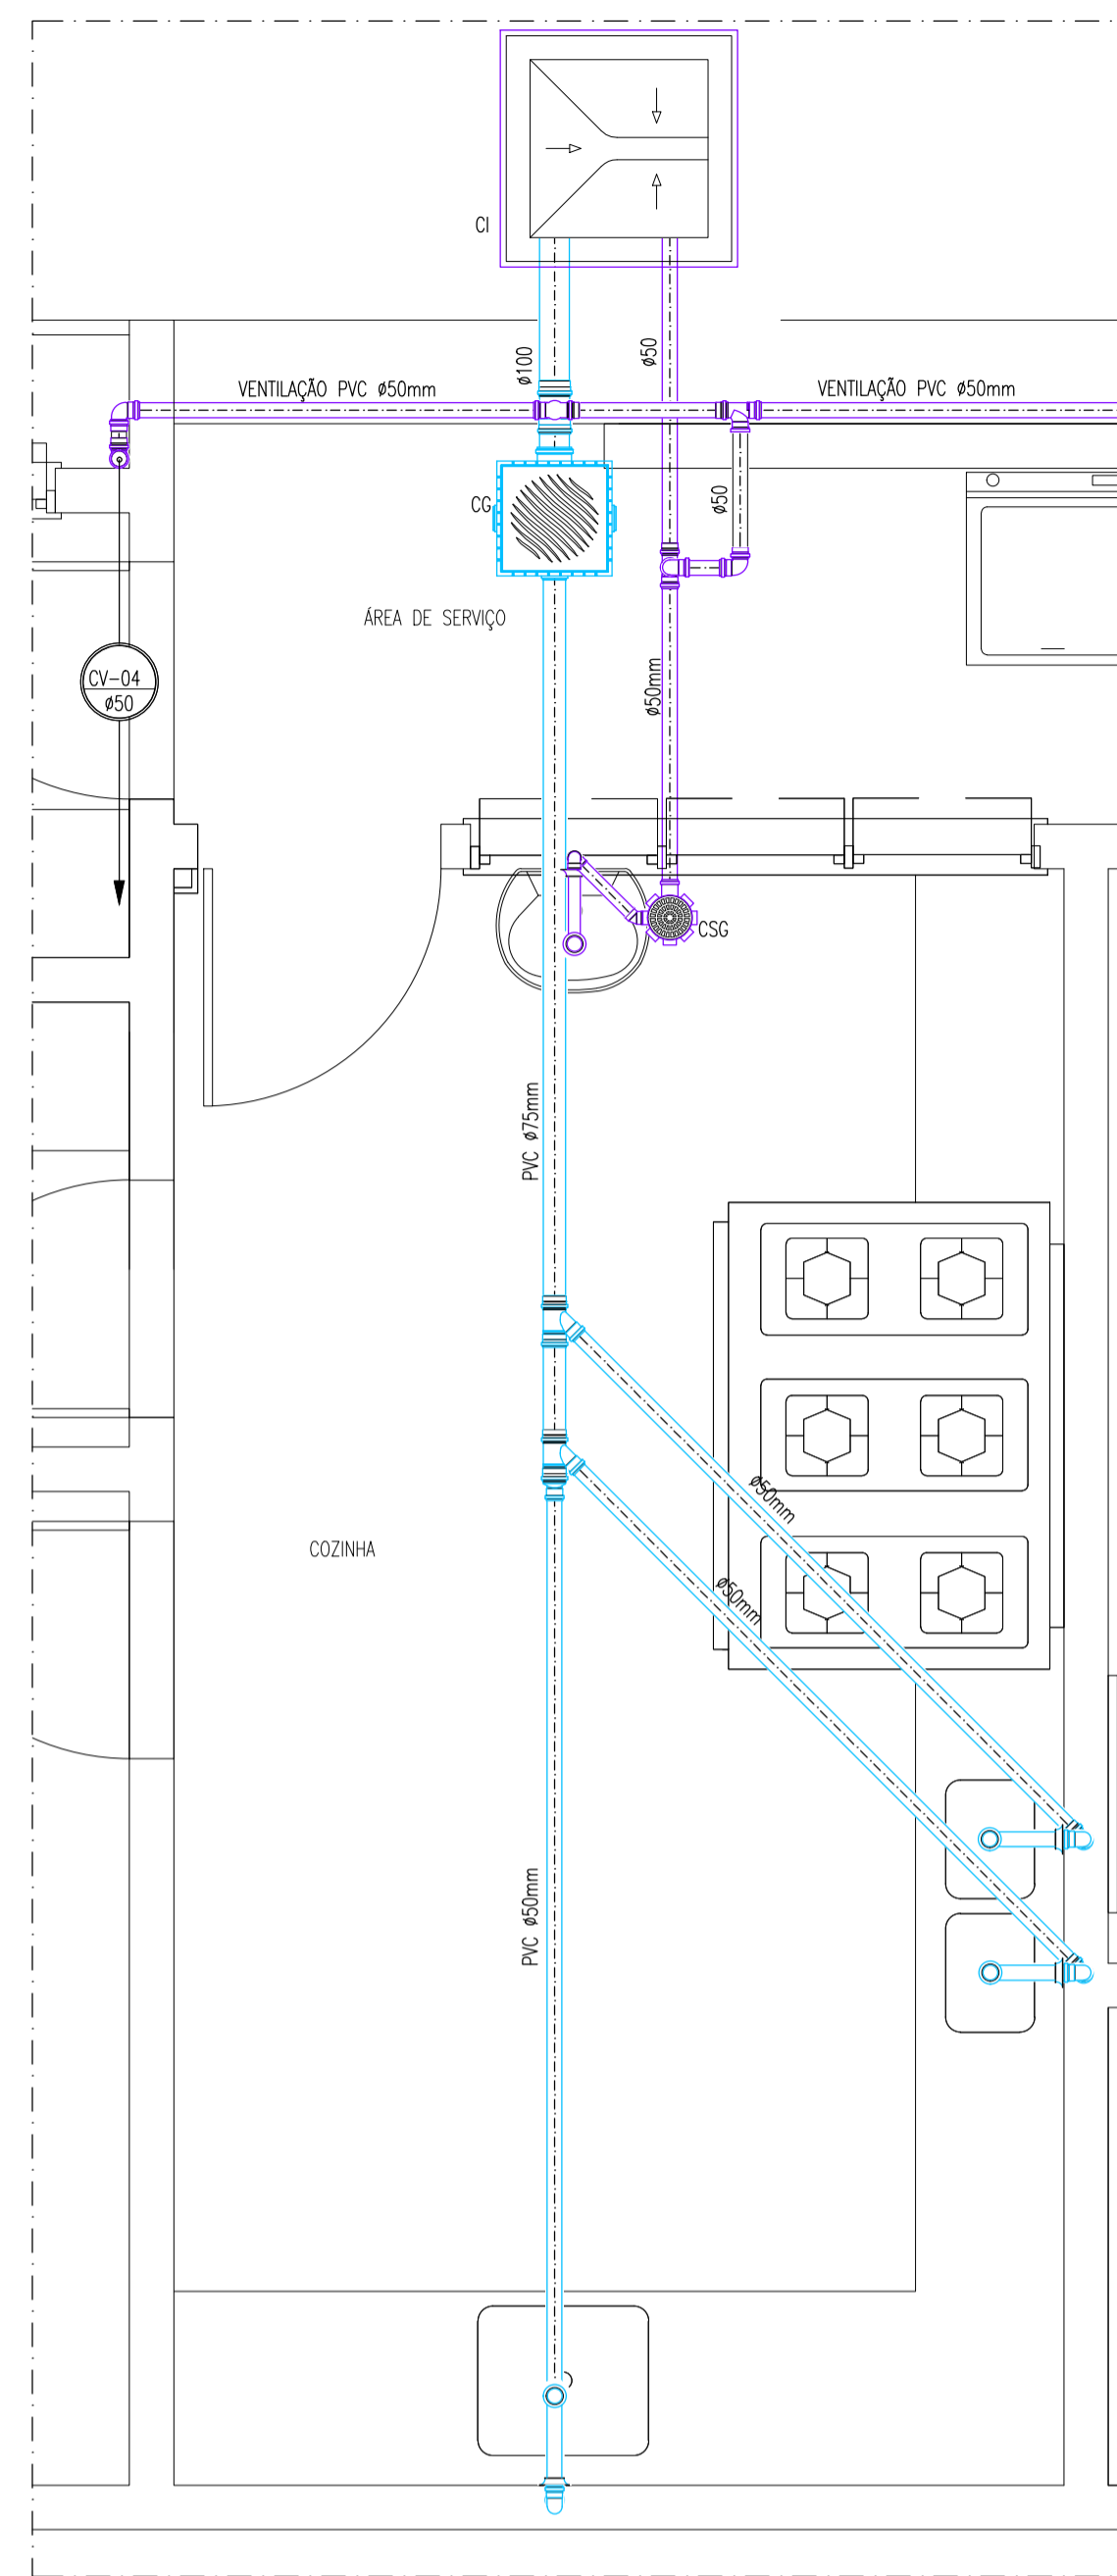 CI
ø100
ø50
VENTILAÇÃO PVC ø50mm
VENTILAÇÃO PVC ø50mm
CG
ø50
ÁREA DE SERVIÇO
ø50mm
CV-04
ø50
CSG
PVC ø75mm
ø50mm
COZINHA
ø50mm
PVC ø50mm